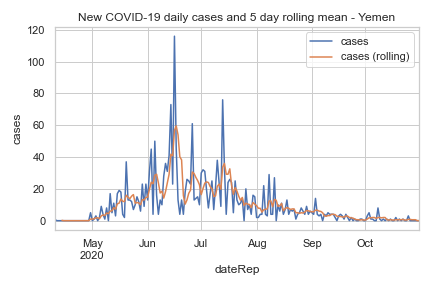 New COVID-19 daily cases and 5 day rolling mean - Yemen
120
100
80
60
40
20
0
cases
cases
cases (rolling)
May
2020
Jun
Jul
Aug
Sep
Oct
dateRep